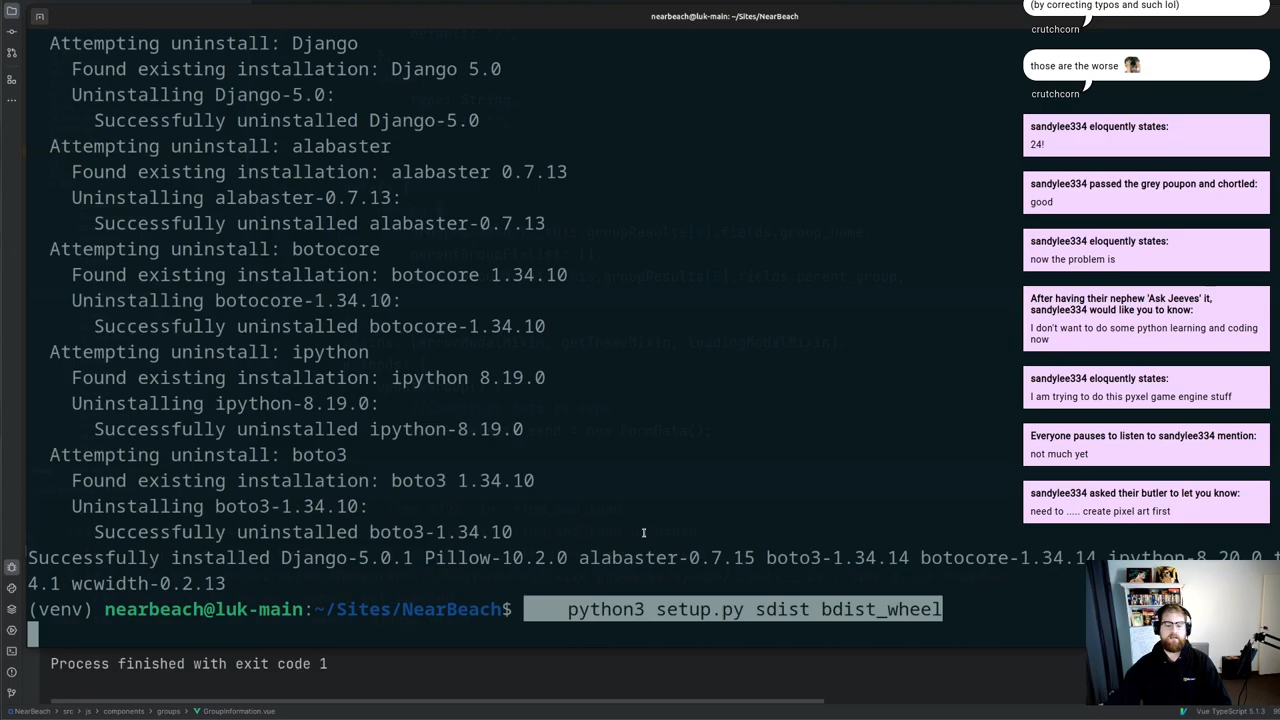 nearbeach@luk-main: ~/Sites/NearBeach
Attempting uninstall: Django
Found existing installation: Django 5.0
Uninstalling Django-5.0:
Successfully uninstalled Django-5.0
Attempting uninstall: alabaster
Found existing installation: alabaster 0.7.13
Uninstalling alabaster-0.7.13:
Successfully uninstalled alabaster-0.7.13
Attempting uninstall: botocore
Found existing installation: botocore 1.34.10
Uninstalling botocore-1.34.10:
Successfully uninstalled botocore-1.34.10
Attempting uninstall: ipython
Found existing installation: ipython 8.19.0
Uninstalling ipython-8.19.0:
Successfully uninstalled ipython-8.19.0
Attempting uninstall: boto3
Found existing installation: boto3 1.34.10
Uninstalling boto3-1.34.10:
Successfully uninstalled boto3-1.34.10
Successfully installed Django-5.0.1 Pillow-10.2.0 alabaster-0.7.15 boto3-1.34.14 botocore-1.34.14 ipython-8.20.0 t
4.1 wcwidth-0.2.13
(venv) nearbeach@luk-main:~/Sites/NearBeach$ python3 setup.py sdist bdist_wheel
Process finished with exit code 1
NearBeach > src > js > components > groups > GroupInformation.vue
Vue TypeScript 5.1.3
(by correcting typos and such lol)
crutchcorn
those are the worse
crutchcorn
sandylee334 eloquently states:
24!
sandylee334 passed the grey poupon and chortled:
good
sandylee334 eloquently states:
now the problem is
After having their nephew 'Ask Jeeves' it,
sandylee334 would like you to know:
I don't want to do some python learning and coding
now
sandylee334 eloquently states:
I am trying to do this pyxel game engine stuff
Everyone pauses to listen to sandylee334 mention:
not much yet
sandylee334 asked their butler to let you know:
need to ..... create pixel art first